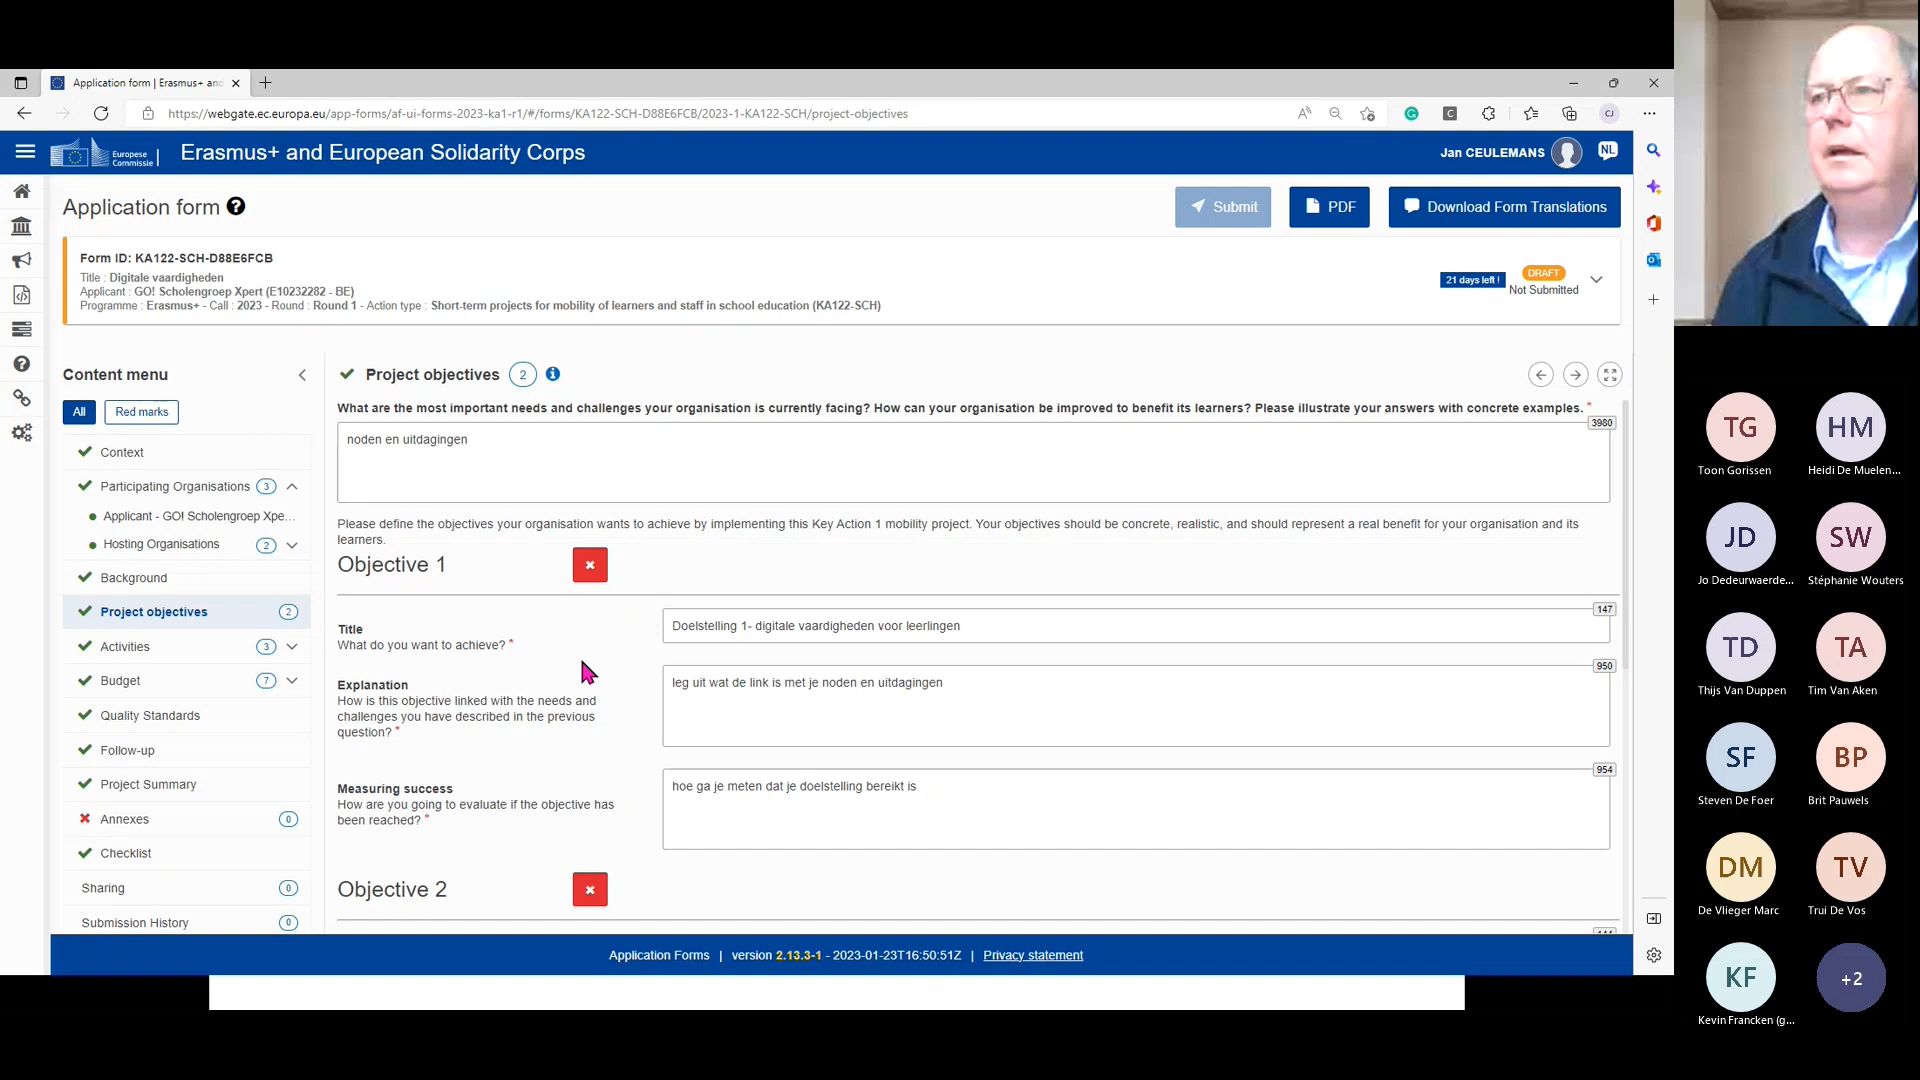 Application form | Erasmus+ and
https://webgate.ec.europa.eu/app-forms/af-ui-forms-2023-ka1-r1/#/forms/KA122-SCH-D88E6FCB/2023-1-KA122-SCH/project-objectives
CJ
Europese
Commissie
Erasmus+ and European Solidarity Corps
Jan CEULEMANS
NL
Application form
Submit
PDF
Download Form Translations
Form ID: KA122-SCH-D88E6FCB
Title : Digitale vaardigheden
Applicant : GO! Scholengroep Xpert (E10232282 - BE)
Programme : Erasmus+ - Call : 2023 - Round : Round 1 - Action type : Short-term projects for mobility of learners and staff in school education (KA122-SCH)
21 days left !
DRAFT
Not Submitted
Content menu
All
Red marks
Context
Participating Organisations 3
Applicant - GO! Scholengroep Xpe...
Hosting Organisations 2
Background
Project objectives 2
Activities 3
Budget 7
Quality Standards
Follow-up
Project Summary
Annexes 0
Checklist
Sharing 0
Submission History 0
Project objectives 2
What are the most important needs and challenges your organisation is currently facing? How can your organisation be improved to benefit its learners? Please illustrate your answers with concrete examples. *
3980
noden en uitdagingen
Please define the objectives your organisation wants to achieve by implementing this Key Action 1 mobility project. Your objectives should be concrete, realistic, and should represent a real benefit for your organisation and its
learners.
Objective 1
Title
What do you want to achieve? *
147
Doelstelling 1- digitale vaardigheden voor leerlingen
Explanation
How is this objective linked with the needs and
challenges you have described in the previous
question? *
950
leg uit wat de link is met je noden en uitdagingen
Measuring success
How are you going to evaluate if the objective has
been reached? *
954
hoe ga je meten dat je doelstelling bereikt is
Objective 2
Application Forms | version 2.13.3-1 - 2023-01-23T16:50:51Z | Privacy statement
TG
Toon Gorissen
HM
Heidi De Muelen...
JD
Jo Dedeurwaerde...
SW
Stéphanie Wouters
TD
Thijs Van Duppen
TA
Tim Van Aken
SF
Steven De Foer
BP
Brit Pauwels
DM
De Vlieger Marc
TV
Trui De Vos
KF
Kevin Francken (g...
+2